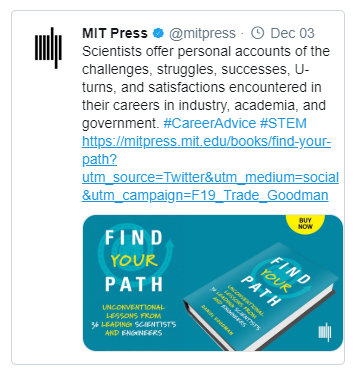 MIT Press @mitpress · Dec 03
Scientists offer personal accounts of the
challenges, struggles, successes, U-
turns, and satisfactions encountered in
their careers in industry, academia, and
government. #CareerAdvice #STEM
https://mitpress.mit.edu/books/find-your-
path?
utm_source=Twitter&utm_medium=social
&utm_campaign=F19_Trade_Goodman
BUY
NOW
FIND
YOUR
PATH
UNCONVENTIONAL
LESSONS FROM
36 LEADING SCIENTISTS
AND ENGINEERS
FIND
YOUR
PATH
UNCONVENTIONAL
LESSONS FROM
36 LEADING SCIENTISTS
AND ENGINEERS
DANIEL GOODMAN